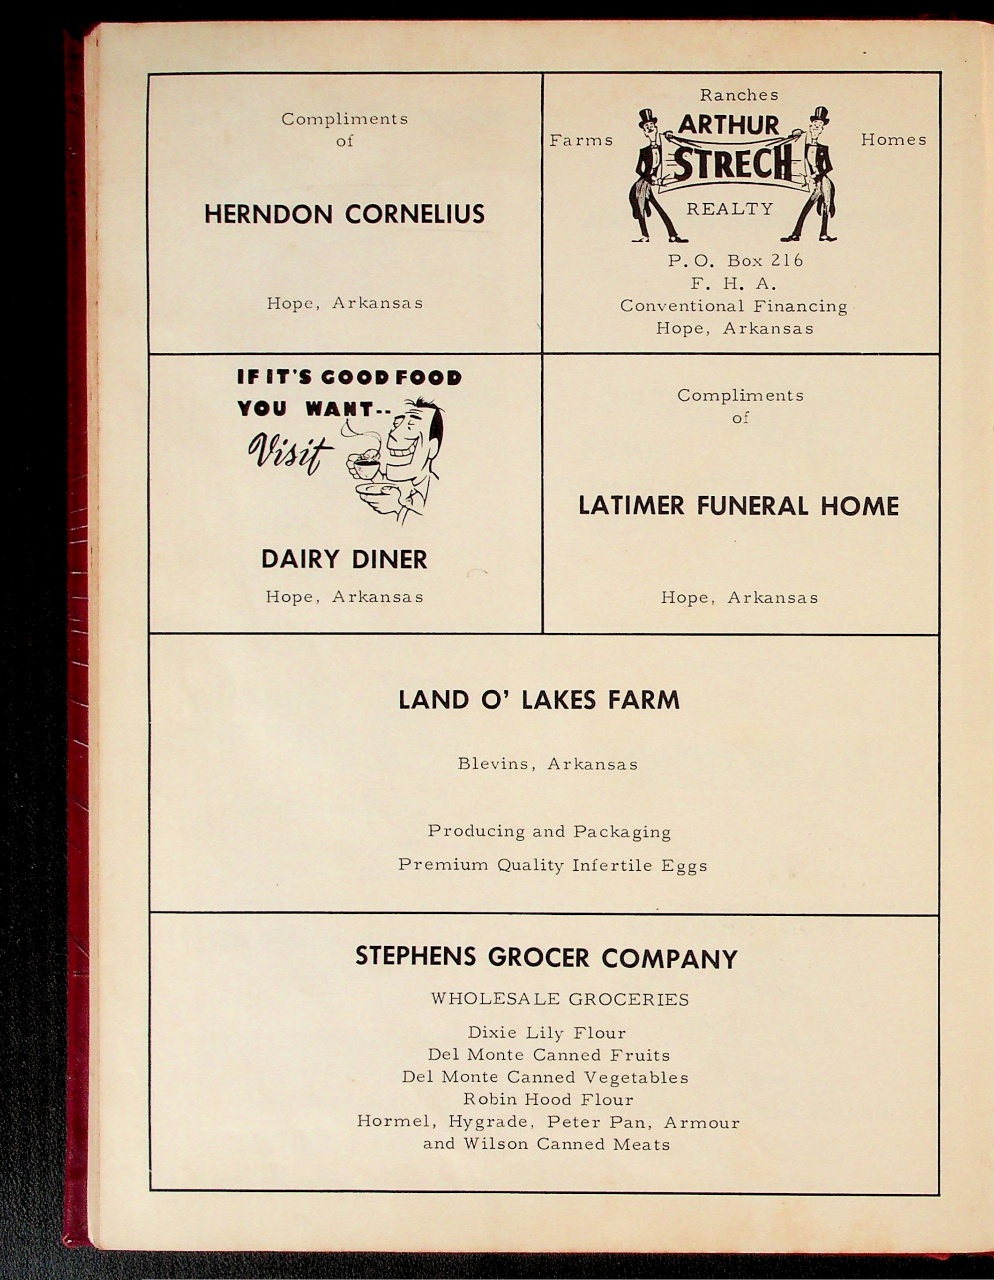 Compliments
of
HERNDON CORNELIUS
Hope, Arkansas
Ranches
Farms
ARTHUR
STRECH
Homes
REALTY
P. O. Box 216
F. H. A.
Conventional Financing
Hope, Arkansas
IF IT'S GOOD FOOD
YOU WANT--
Visit
DAIRY DINER
Hope, Arkansas
Compliments
of
LATIMER FUNERAL HOME
Hope, Arkansas
LAND O' LAKES FARM
Blevins, Arkansas
Producing and Packaging
Premium Quality Infertile Eggs
STEPHENS GROCER COMPANY
WHOLESALE GROCERIES
Dixie Lily Flour
Del Monte Canned Fruits
Del Monte Canned Vegetables
Robin Hood Flour
Hormel, Hygrade, Peter Pan, Armour
and Wilson Canned Meats